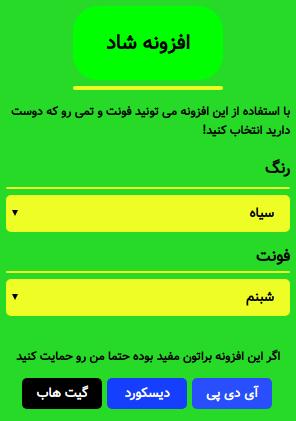 افزونه شاد
با استفاده از این افزونه می تونید فونت و تمی رو که دوست
دارید انتخاب کنید!
رنگ
سیاه
فونت
شبنم
اگر این افزونه براتون مفید بوده حتما من رو حمایت کنید
آی دی پی
دیسکورد
گیت هاب